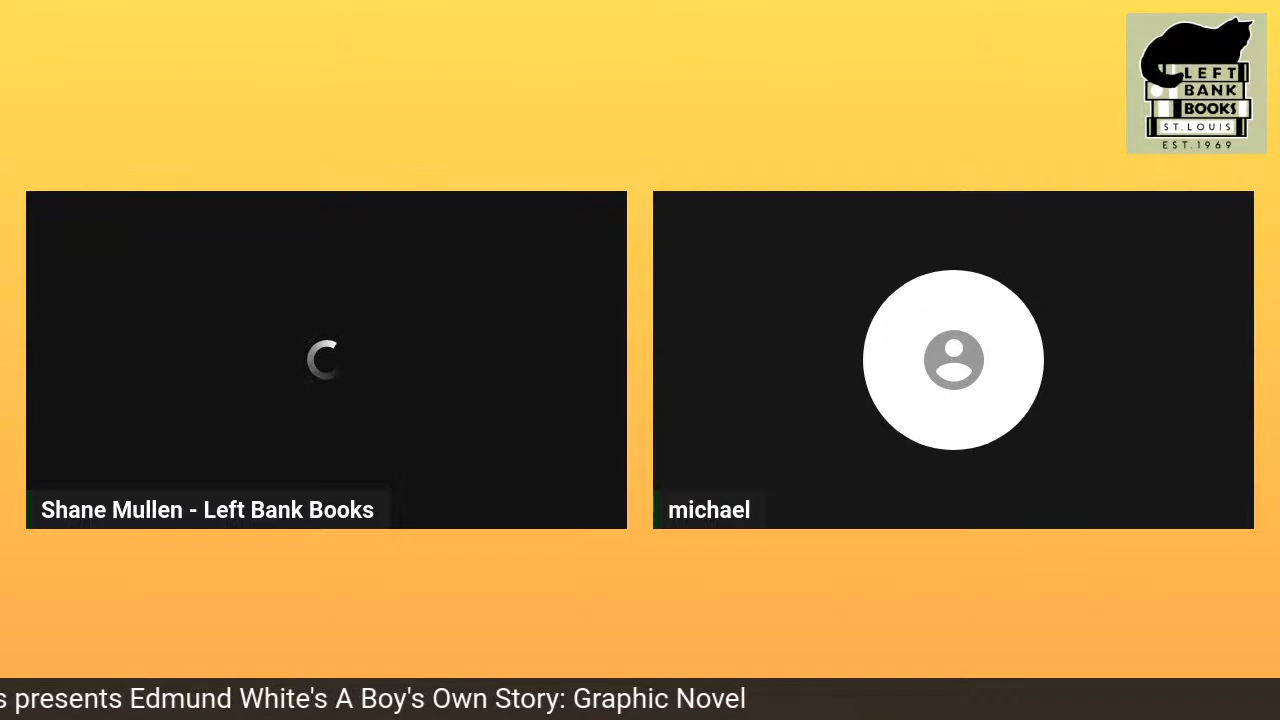 LEFT
BANK
BOOKS
ST. LOUIS
EST. 1969
Shane Mullen - Left Bank Books
michael
s presents Edmund White's A Boy's Own Story: Graphic Novel